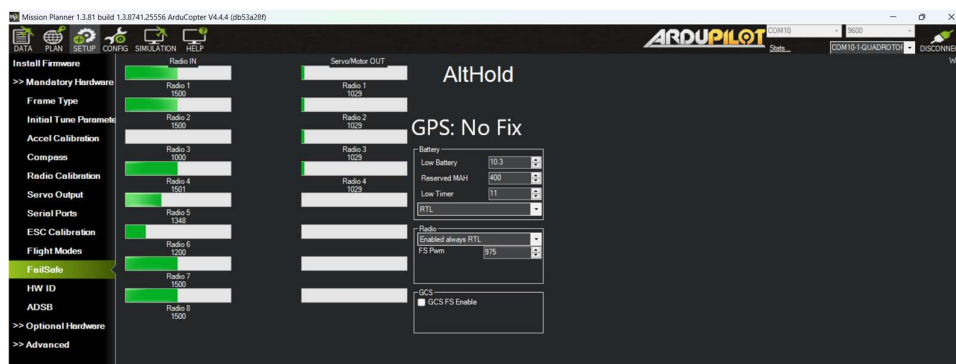 Mission Planner 1.3.81 build 1.3.8741.25556 ArduCopter V4.4.4 (db53a28f)
DATA PLAN SETUP CONFIG SIMULATION HELP
ARDUPILOT
COM10 9600
Stats... COM10-1-QUADROTOR DISCONNE
Install Firmware
>> Mandatory Hardware
Frame Type
Initial Tune Paramete
Accel Calibration
Compass
Radio Calibration
Servo Output
Serial Ports
ESC Calibration
Flight Modes
FailSafe
HW ID
ADSB
>> Optional Hardware
>> Advanced
Radio IN
Radio 1
1500
Radio 2
1500
Radio 3
1000
Radio 4
1501
Radio 5
1348
Radio 6
1200
Radio 7
1500
Radio 8
1500
Servo/Motor OUT
Radio 1
1029
Radio 2
1029
Radio 3
1029
Radio 4
1029
AltHold
GPS: No Fix
Battery
Low Battery 10.3
Reserved MAH 400
Low Timer 11
RTL
Radio
Enabled always RTL
FS Pwm 975
GCS
GCS FS Enable
W